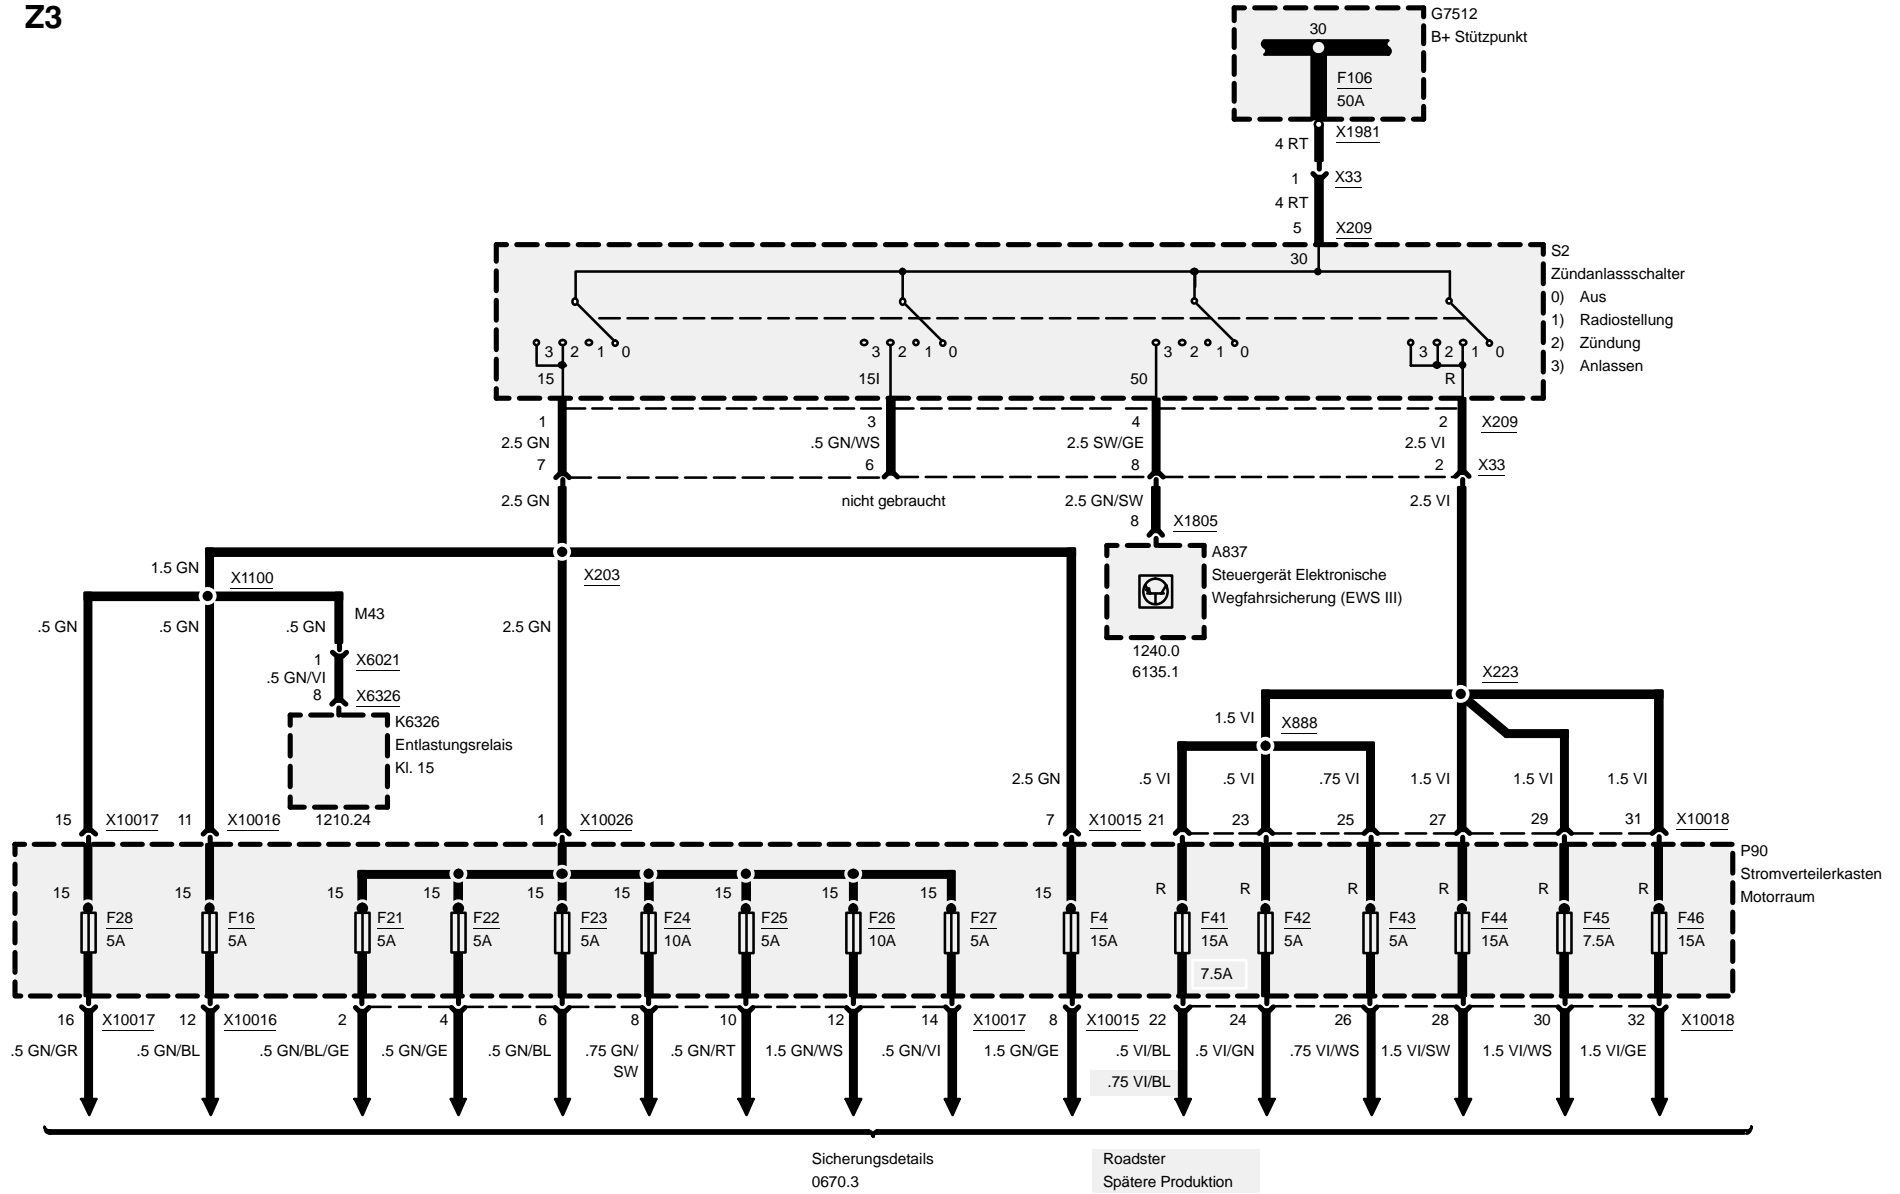 Z3
G7512
B+ Stützpunkt
30
F106
50A
X1981
4 RT
1
X33
4 RT
5
X209
S2
Zündanlassschalter
0) Aus
1) Radiostellung
2) Zündung
3) Anlassen
30
3 2 1 0
3 2 1 0
3 2 1 0
3 2 1 0
15
15I
50
R
1
3
4
2
X209
2.5 GN
.5 GN/WS
2.5 SW/GE
2.5 VI
7
6
8
2
X33
2.5 GN
nicht gebraucht
2.5 GN/SW
2.5 VI
8
X1805
A837
Steuergerät Elektronische
Wegfahrsicherung (EWS III)
1240.0
6135.1
1.5 GN
X1100
X203
.5 GN
.5 GN
.5 GN
M43
2.5 GN
1
X6021
.5 GN/VI
8
X6326
K6326
Entlastungsrelais
Kl. 15
1210.24
X223
1.5 VI
X888
2.5 GN
.5 VI
.5 VI
.75 VI
1.5 VI
1.5 VI
1.5 VI
15
X10017
11
X10016
1
X10026
7
X10015
21
23
25
27
29
31
X10018
P90
Stromverteilerkasten
Motorraum
15
15
15
15
15
15
15
15
15
15
R
R
R
R
R
R
F28
5A
F16
5A
F21
5A
F22
5A
F23
5A
F24
10A
F25
5A
F26
10A
F27
5A
F4
15A
F41
15A
7.5A
F42
5A
F43
5A
F44
15A
F45
7.5A
F46
15A
16
X10017
12
X10016
2
4
6
8
10
12
14
X10017
8
X10015
22
24
26
28
30
32
X10018
.5 GN/GR
.5 GN/BL
.5 GN/BL/GE
.5 GN/GE
.5 GN/BL
.75 GN/
SW
.5 GN/RT
1.5 GN/WS
.5 GN/VI
1.5 GN/GE
.5 VI/BL
.75 VI/BL
.5 VI/GN
.75 VI/WS
1.5 VI/SW
1.5 VI/WS
1.5 VI/GE
Sicherungsdetails
0670.3
Roadster
Spätere Produktion